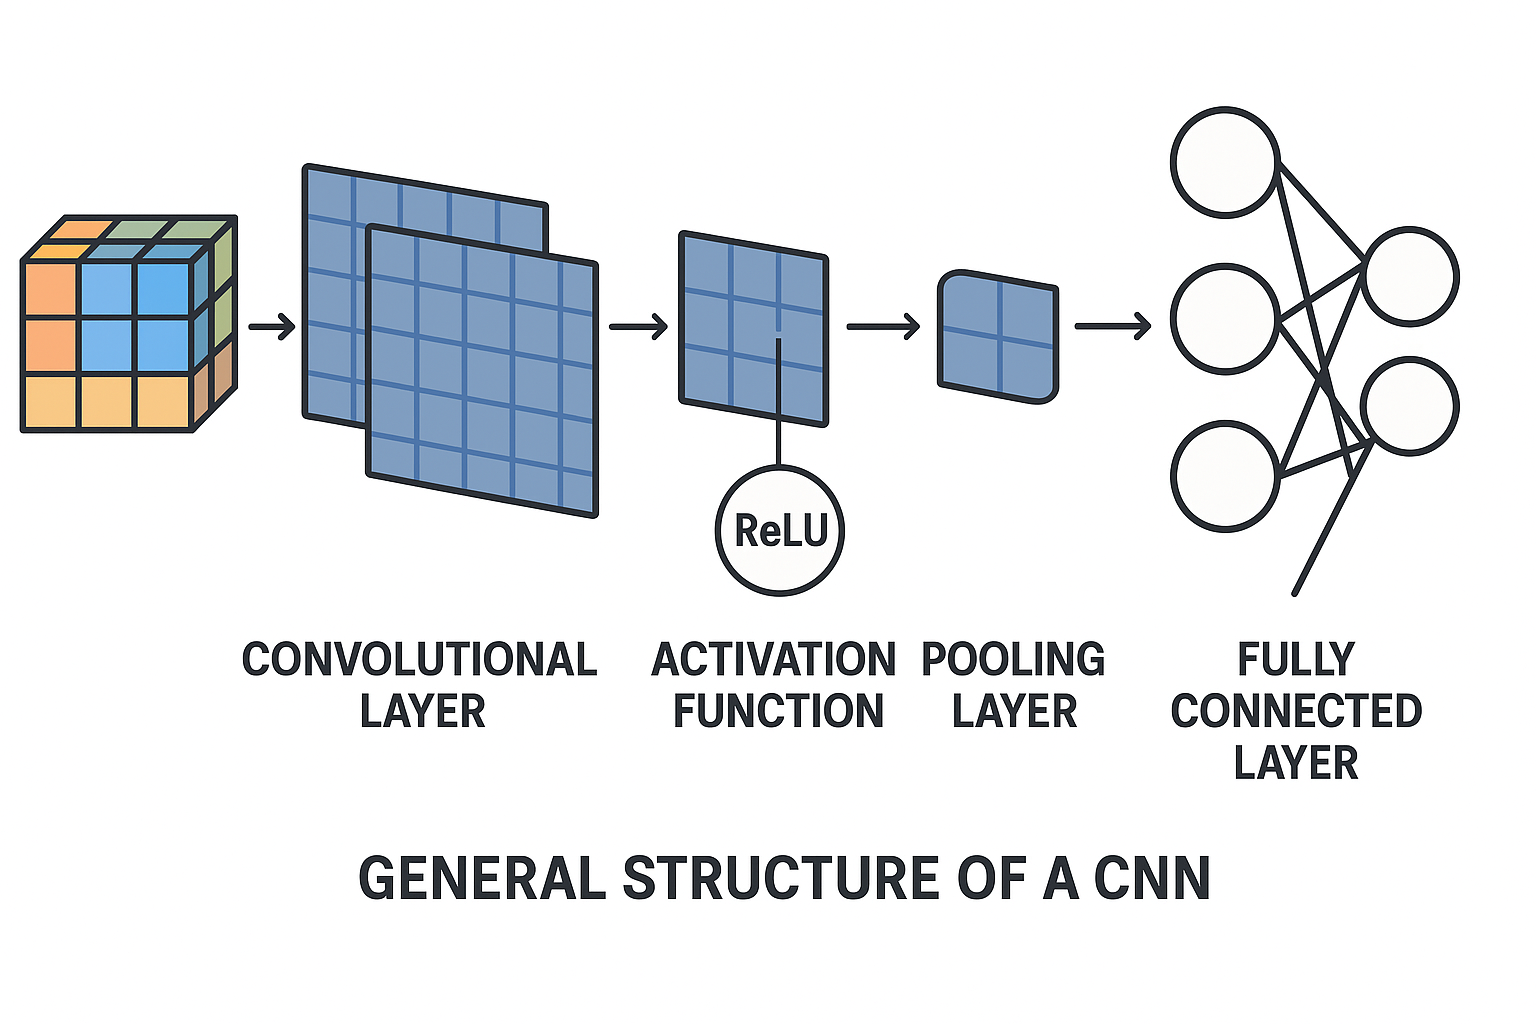 ReLU
CONVOLUTIONAL
LAYER
ACTIVATION
FUNCTION
POOLING
LAYER
FULLY
CONNECTED
LAYER
GENERAL STRUCTURE OF A CNN